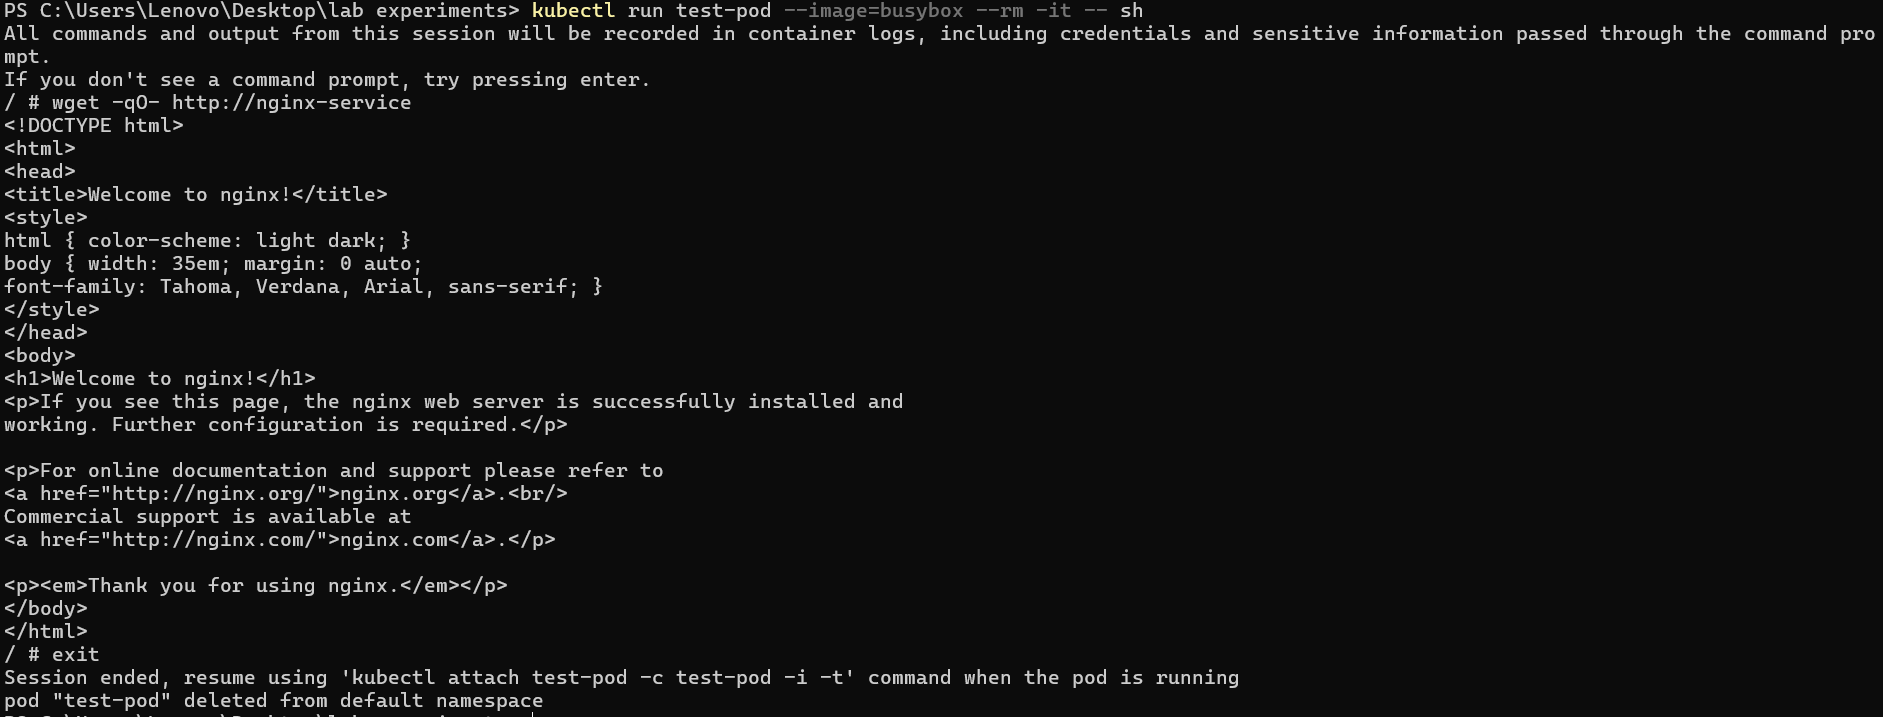 PS C:\Users\Lenovo\Desktop\lab experiments> kubectl run test-pod --image=busybox --rm -it -- sh
All commands and output from this session will be recorded in container logs, including credentials and sensitive information passed through the command pro
mpt.
If you don't see a command prompt, try pressing enter.
/ # wget -qO- http://nginx-service
<!DOCTYPE html>
<html>
<head>
<title>Welcome to nginx!</title>
<style>
html { color-scheme: light dark; }
body { width: 35em; margin: 0 auto;
font-family: Tahoma, Verdana, Arial, sans-serif; }
</style>
</head>
<body>
<h1>Welcome to nginx!</h1>
<p>If you see this page, the nginx web server is successfully installed and
working. Further configuration is required.</p>

<p>For online documentation and support please refer to
<a href="http://nginx.org/">nginx.org</a>.<br/>
Commercial support is available at
<a href="http://nginx.com/">nginx.com</a>.</p>

<p><em>Thank you for using nginx.</em></p>
</body>
</html>
/ # exit
Session ended, resume using 'kubectl attach test-pod -c test-pod -i -t' command when the pod is running
pod "test-pod" deleted from default namespace